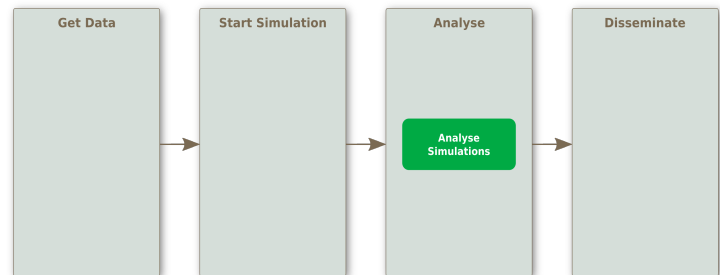 Get Data
Start Simulation
Analyse
Disseminate
Analyse
Simulations